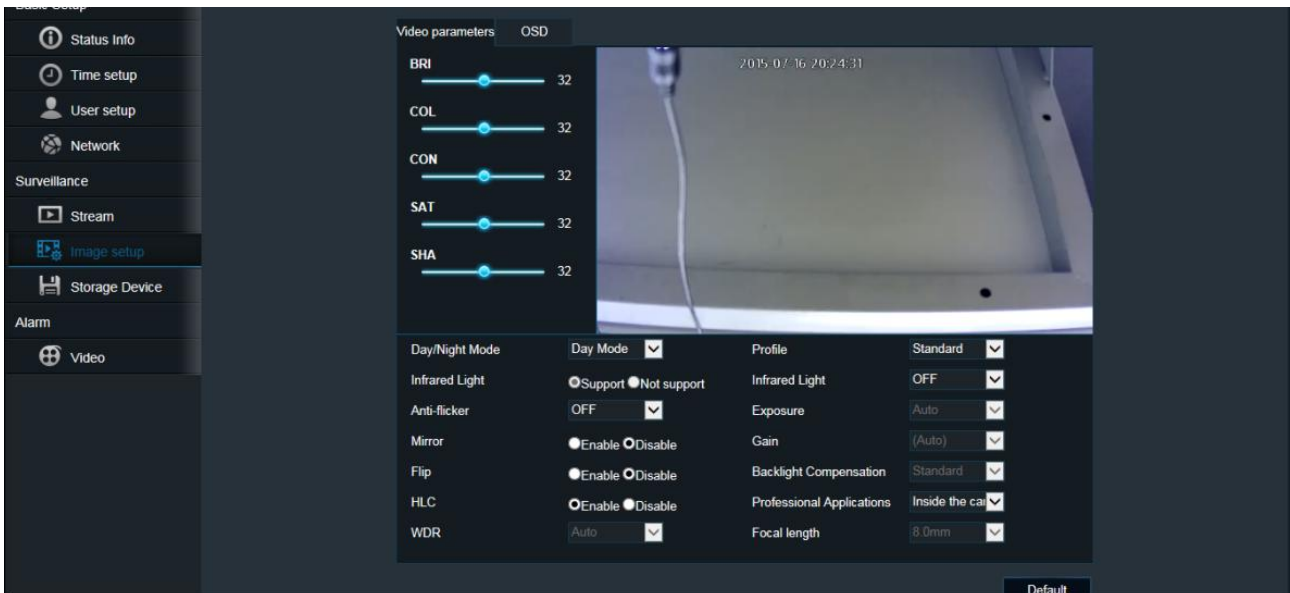 Basic Setup
Status Info
Time setup
User setup
Network
Surveillance
Stream
Image setup
Storage Device
Alarm
Video
Video parameters OSD
BRI
32
COL
32
CON
32
SAT
32
SHA
32
2015-07-16 20:24:31
Day/Night Mode Day Mode Profile Standard
Infrared Light Support Not support Infrared Light OFF
Anti-flicker OFF Exposure Auto
Mirror Enable Disable Gain (Auto)
Flip Enable Disable Backlight Compensation Standard
HLC Enable Disable Professional Applications Inside the car
WDR Auto Focal length 8.0mm
Default